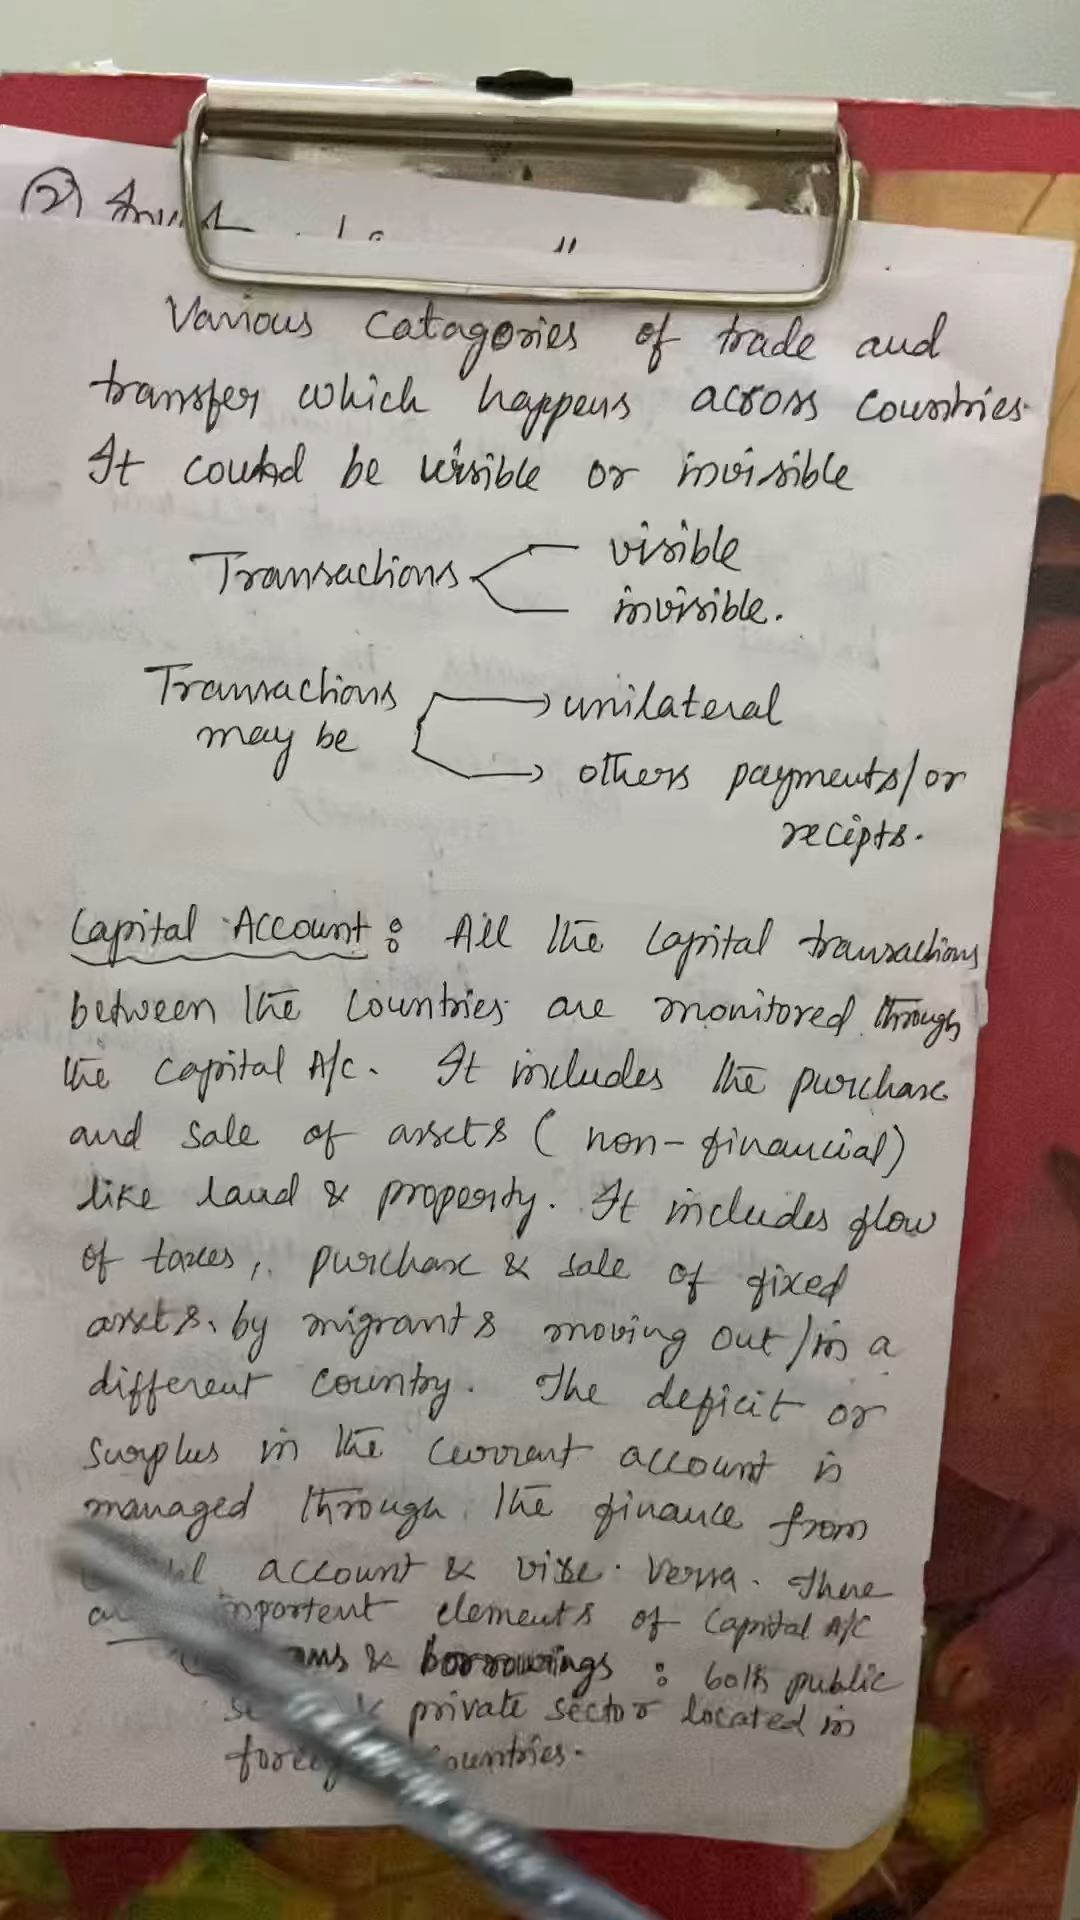 (2)
Various catagories of trade and
transfer which happens across countries.
It could be visible or invisible
Transactions visible
invisible.
Transactions unilateral
may be
others payments/or
recipts.
Capital Account : All the Capital transactions
between the countries are monitored through
the Capital A/c. It includes the purchase
and sale of assets (non-financial)
like land & property. It includes flow
of taxes, purchase & sale of fixed
assets by migrants moving out/in a
different country. The deficit or
surplus in the current account is
managed through the finance from
account & vise versa. There
importent elements of Capital A/c
& borrowings : both public
private sector located in
countries.